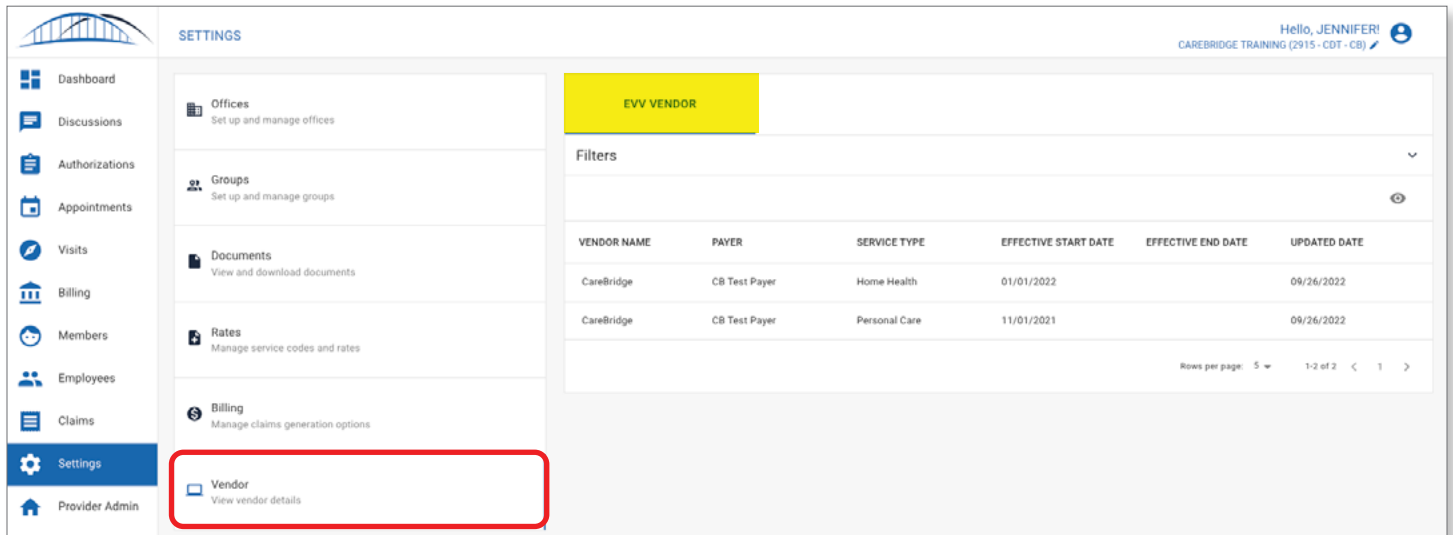 SETTINGS
Hello, JENNIFER!
CAREBRIDGE TRAINING (2915 - CDT - CB)
Dashboard
Discussions
Authorizations
Appointments
Visits
Billing
Members
Employees
Claims
Settings
Provider Admin
Offices
Set up and manage offices
Groups
Set up and manage groups
Documents
View and download documents
Rates
Manage service codes and rates
Billing
Manage claims generation options
Vendor
View vendor details
EVV VENDOR
Filters
VENDOR NAME PAYER SERVICE TYPE EFFECTIVE START DATE EFFECTIVE END DATE UPDATED DATE
CareBridge CB Test Payer Home Health 01/01/2022 09/26/2022
CareBridge CB Test Payer Personal Care 11/01/2021 09/26/2022
Rows per page: 5 1-2 of 2 < 1 >